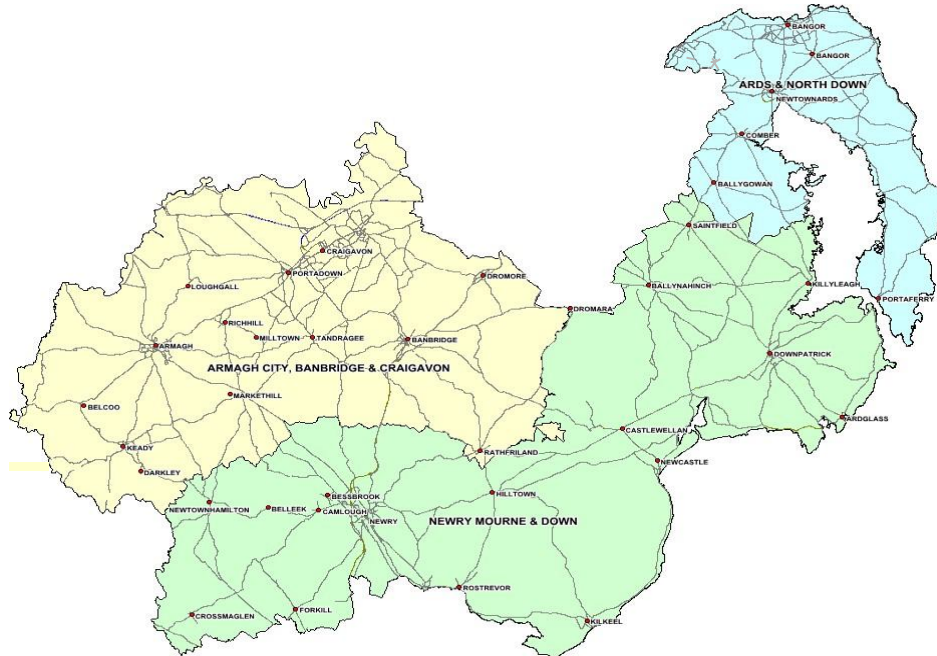 BANGOR
BANGOR
ARDS & NORTH DOWN
NEWTOWNARDS
COMBER
BALLYGOWAN
SAINTFIELD
CRAIGAVON
PORTADOWN
DROMORE
LOUGHGALL
BALLYNAHINCH
KILLYLEAGH
PORTAFERRY
DROMARA
RICHHILL
MILLTOWN
TANDRAGEE
BANBRIDGE
ARMAGH
DOWNPATRICK
ARMAGH CITY, BANBRIDGE & CRAIGAVON
MARKETHILL
BELCOO
ARDGLASS
CASTLEWELLAN
KEADY
RATHFRILAND
NEWCASTLE
DARKLEY
HILLTOWN
BESSBROOK
NEWTOWNHAMILTON
BELLEEK
CAMLOUGH
NEWRY
NEWRY MOURNE & DOWN
ROSTREVOR
FORKILL
CROSSMAGLEN
KILKEEL